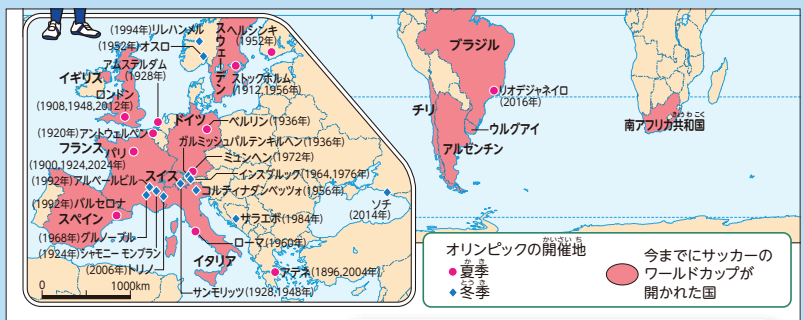 (1994年)リレハンメル
(1952年)オスロ
スウェーデン
ヘルシンキ
(1952年)
アムステルダム
(1928年)
イギリス
ロンドン
(1908,1948,2012年)
ストックホルム
(1912,1956年)
(1920年)アントウェルペン
ドイツ
ベルリン(1936年)
ガルミッシュパルテンキルヘン(1936年)
フランス
パリ
(1900,1924,2024年)
ミュンヘン(1972年)
(1992年)アルベールビル
スイス
インスブルック(1964,1976年)
コルティナダンペッツォ(1956年)
(1992年)バルセロナ
スペイン
サラエボ(1984年)
ソチ
(2014年)
(1968年)グルノーブル
(1924年)シャモニー モンブラン
ローマ(1960年)
(2006年)トリノ
イタリア
アテネ(1896,2004年)
サンモリッツ(1928,1948年)
0 1000km
ブラジル
リオデジャネイロ
(2016年)
チリ
ウルグアイ
アルゼンチン
きょうわこく
南アフリカ共和国
かいさいち
オリンピックの開催地
かき
夏季
とうき
冬季
今までにサッカーの
ワールドカップが
開かれた国